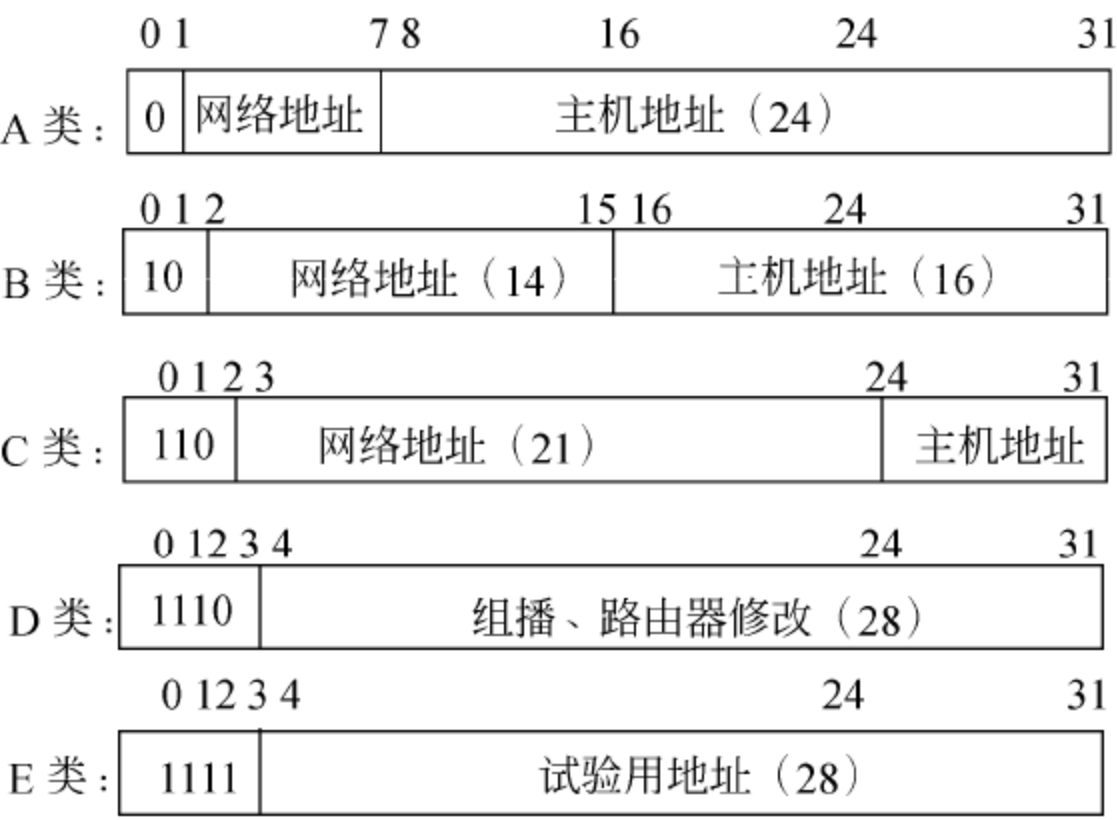 0 1 7 8 16 24 31
A 类： 0 网络地址 主机地址（24）
0 1 2 15 16 24 31
B 类： 10 网络地址（14） 主机地址（16）
0 1 2 3 24 31
C 类： 110 网络地址（21） 主机地址
0 12 3 4 24 31
D 类： 1110 组播、路由器修改（28）
0 12 3 4 24 31
E 类： 1111 试验用地址（28）